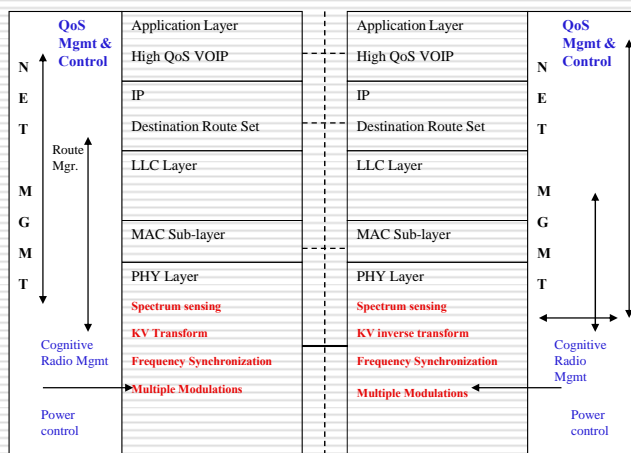 QoS
Mgmt &
Control
N
E
T
M
G
M
T
Route
Mgr.
Cognitive
Radio Mgmt
Power
control
Application Layer
High QoS VOIP
IP
Destination Route Set
LLC Layer
MAC Sub-layer
PHY Layer
Spectrum sensing
KV Transform
Frequency Synchronization
Multiple Modulations
Application Layer
High QoS VOIP
IP
Destination Route Set
LLC Layer
MAC Sub-layer
PHY Layer
Spectrum sensing
KV inverse transform
Frequency Synchronization
Multiple Modulations
QoS
Mgmt &
Control
N
E
T
M
G
M
T
Cognitive
Radio
Mgmt
Power
control